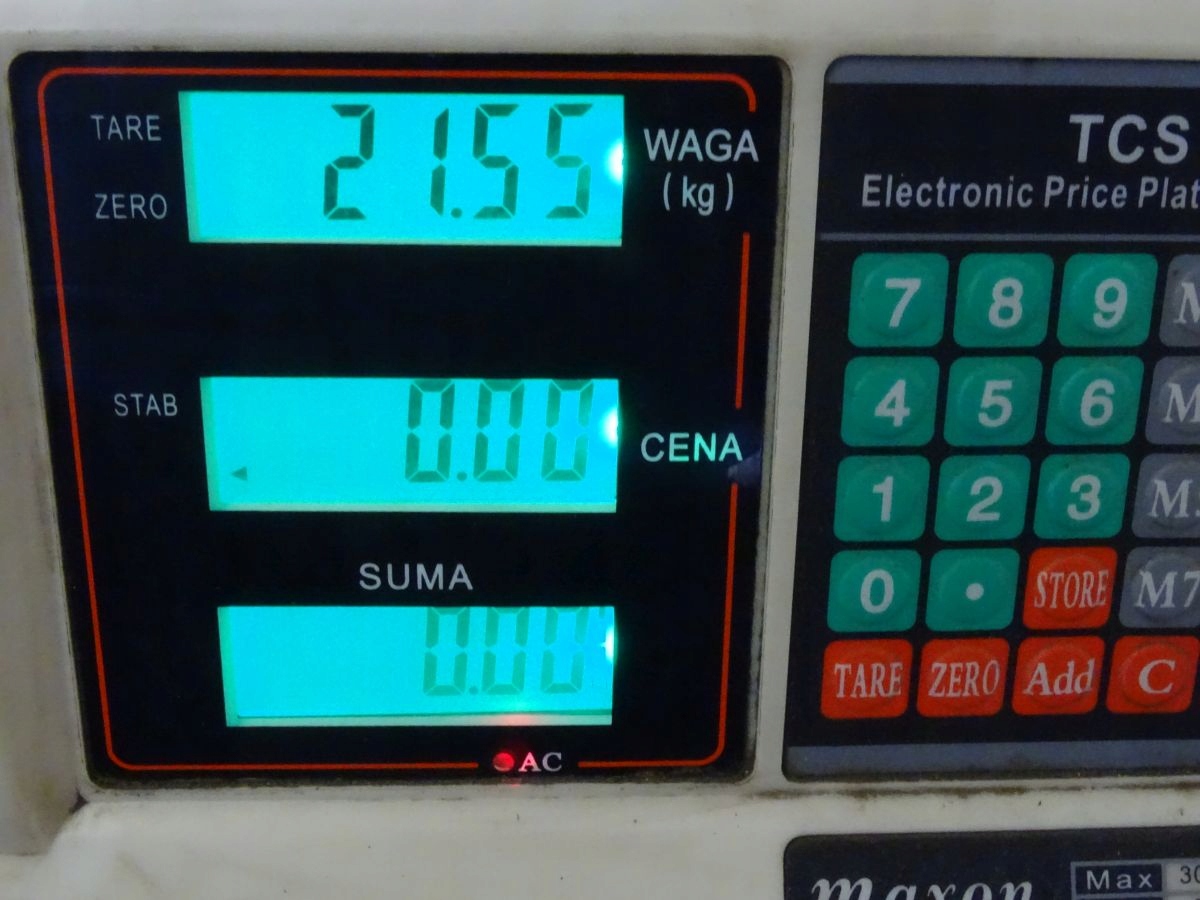 TARE
ZERO
21.55
WAGA
(kg)
STAB
0.00
CENA
SUMA
0.00
AC
TCS
Electronic Price
7 8 9
4 5 6
1 2 3
0 . STORE M7
TARE ZERO Add C
maxon
Max